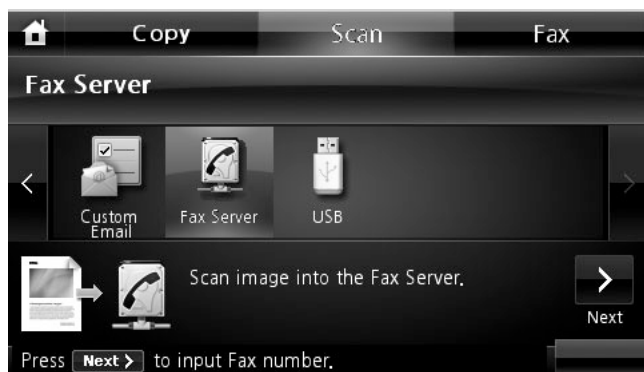 Copy Scan Fax
Fax Server
Custom Email Fax Server USB
Scan image into the Fax Server.
Next
Press Next > to input Fax number.